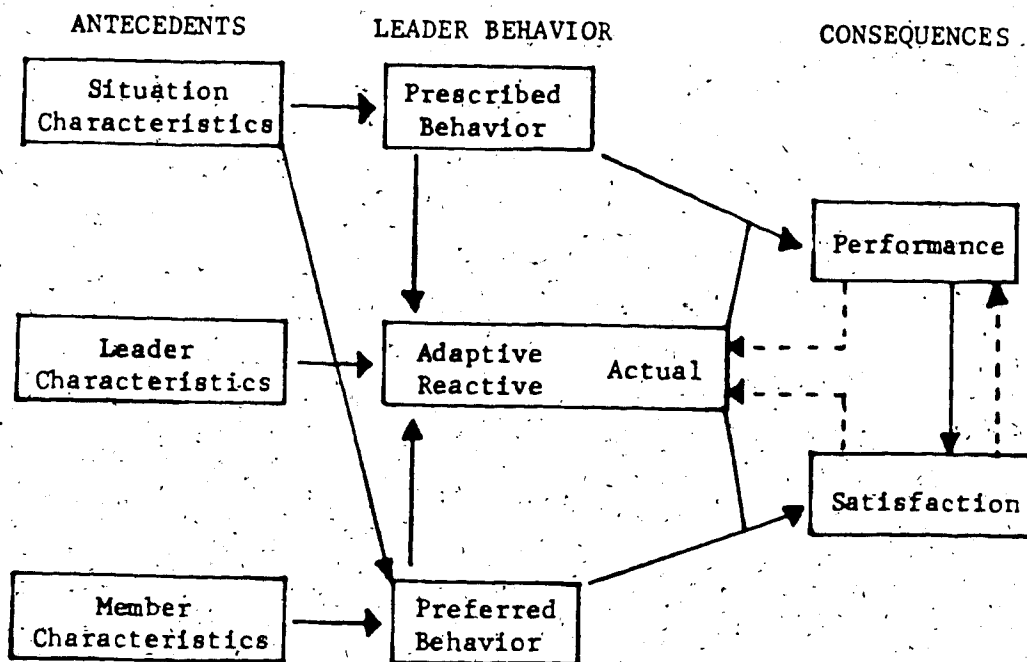 ANTECEDENTS
LEADER BEHAVIOR
CONSEQUENCES
Situation
Characteristics
Prescribed
Behavior
Performance
Leader
Characteristics
Adaptive
Reactive
Actual
Satisfaction
Member
Characteristics
Preferred
Behavior